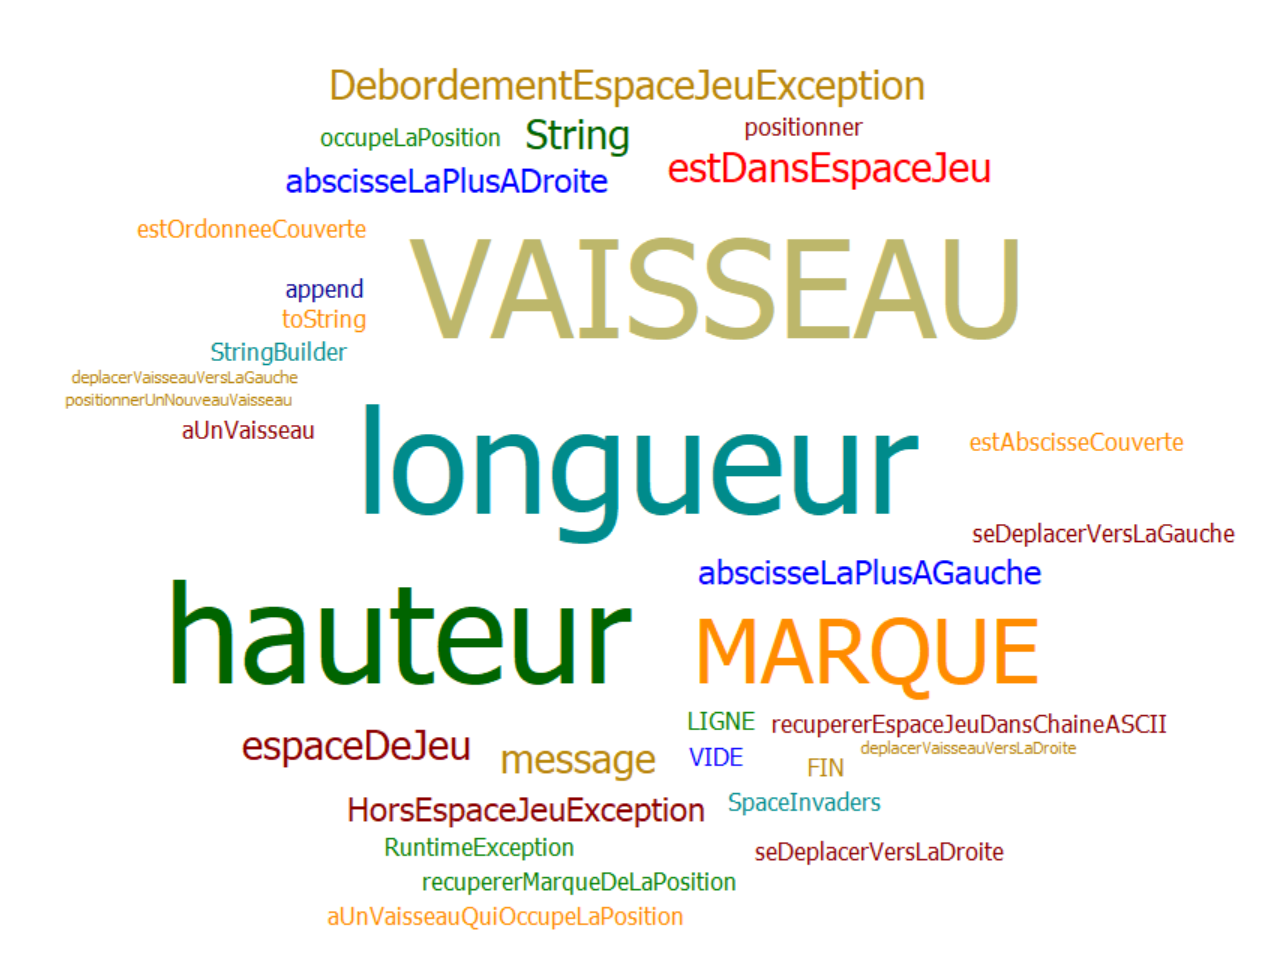 DebordementEspaceJeuException
occupeLaPosition String positionner
abscisseLaPlusADroite estDansEspaceJeu
estOrdonneeCouverte
VAISSEAU
append
toString
StringBuilder
deplacerVaisseauVersLaGauche
positionnerUnNouveauVaisseau
aUnVaisseau
longueur
estAbscisseCouverte
seDeplacerVersLaGauche
abscisseLaPlusAGauche
hauteur MARQUE
LIGNE recupererEspaceJeuDansChaineASCII
espaceDeJeu message VIDE deplacerVaisseauVersLaDroite
FIN
HorsEspaceJeuException SpaceInvaders
RuntimeException seDeplacerVersLaDroite
recupererMarqueDeLaPosition
aUnVaisseauQuiOccupeLaPosition